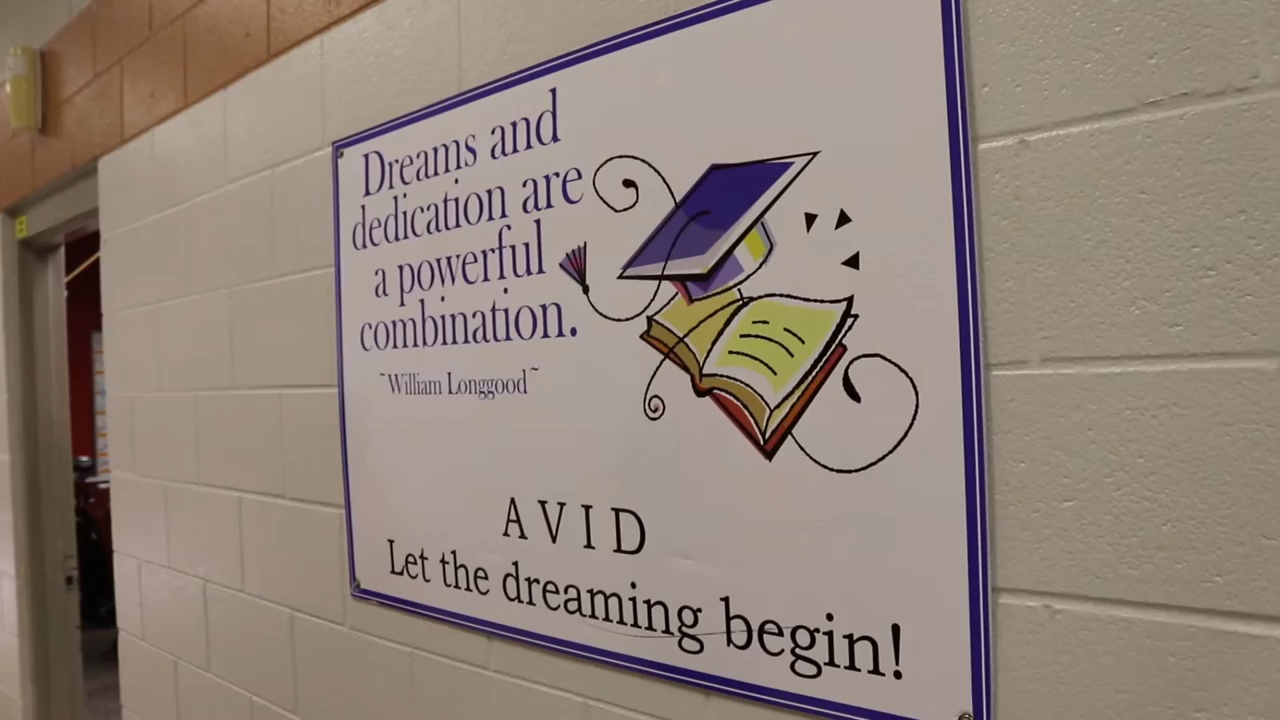 Dreams and
dedication are
a powerful
combination.
~William Longgood~
AVID
Let the dreaming begin!